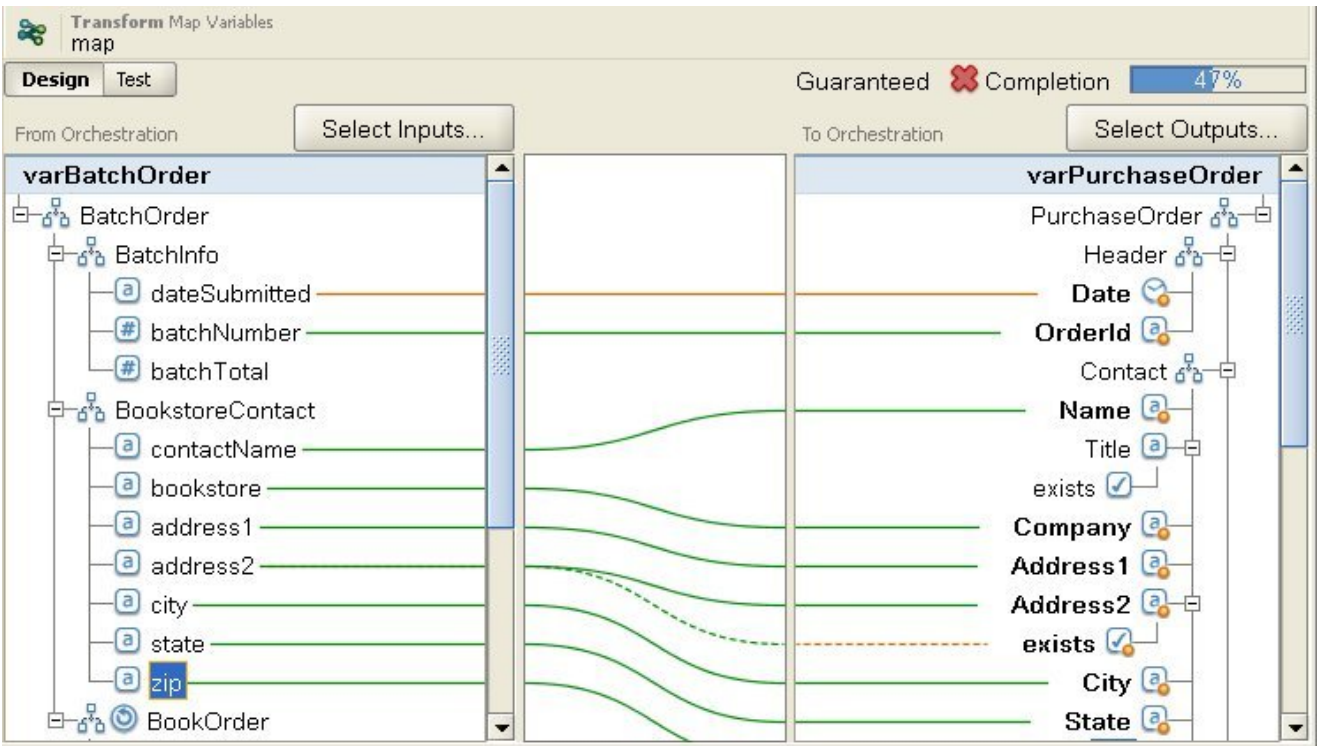 Transform Map Variables
map
Design Test
Guaranteed Completion 47%
From Orchestration Select Inputs...
To Orchestration Select Outputs...
varBatchOrder
BatchOrder
BatchInfo
a dateSubmitted
# batchNumber
# batchTotal
BookstoreContact
a contactName
a bookstore
a address1
a address2
a city
a state
a zip
BookOrder
varPurchaseOrder
PurchaseOrder
Header
Date
OrderId a
Contact
Name a
Title a
exists
Company a
Address1 a
Address2 a
exists
City a
State a